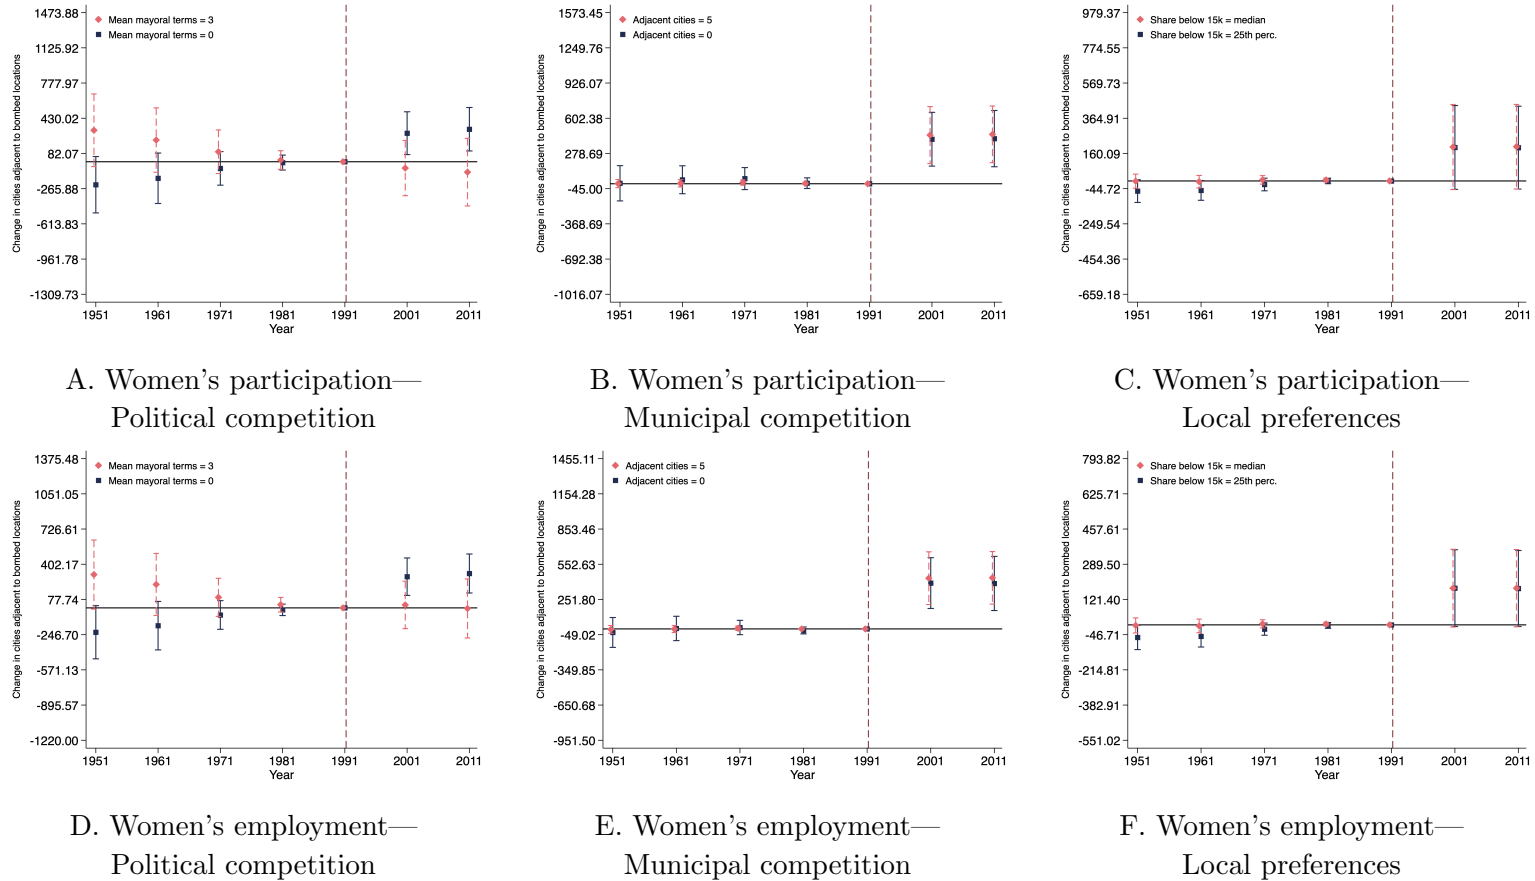 1473.88
1125.92
777.97
430.02
82.07
-265.88
-613.83
-961.78
-1309.73
Change in cities adjacent to bombed locations
Mean mayoral terms = 3
Mean mayoral terms = 0
1951 1961 1971 1981 1991 2001 2011
Year
A. Women's participation—
Political competition
1573.45
1249.76
926.07
602.38
278.69
-45.00
-368.69
-692.38
-1016.07
Change in cities adjacent to bombed locations
Adjacent cities = 5
Adjacent cities = 0
1951 1961 1971 1981 1991 2001 2011
Year
B. Women's participation—
Municipal competition
979.37
774.55
569.73
364.91
160.09
-44.72
-249.54
-454.36
-659.18
Change in cities adjacent to bombed locations
Share below 15k = median
Share below 15k = 25th perc.
1951 1961 1971 1981 1991 2001 2011
Year
C. Women's participation—
Local preferences
1375.48
1051.05
726.61
402.17
77.74
-246.70
-571.13
-895.57
-1220.00
Change in cities adjacent to bombed locations
Mean mayoral terms = 3
Mean mayoral terms = 0
1951 1961 1971 1981 1991 2001 2011
Year
D. Women's employment—
Political competition
1455.11
1154.28
853.46
552.63
251.80
-49.02
-349.85
-650.68
-951.50
Change in cities adjacent to bombed locations
Adjacent cities = 5
Adjacent cities = 0
1951 1961 1971 1981 1991 2001 2011
Year
E. Women's employment—
Municipal competition
793.82
625.71
457.61
289.50
121.40
-46.71
-214.81
-382.91
-551.02
Change in cities adjacent to bombed locations
Share below 15k = median
Share below 15k = 25th perc.
1951 1961 1971 1981 1991 2001 2011
Year
F. Women's employment—
Local preferences